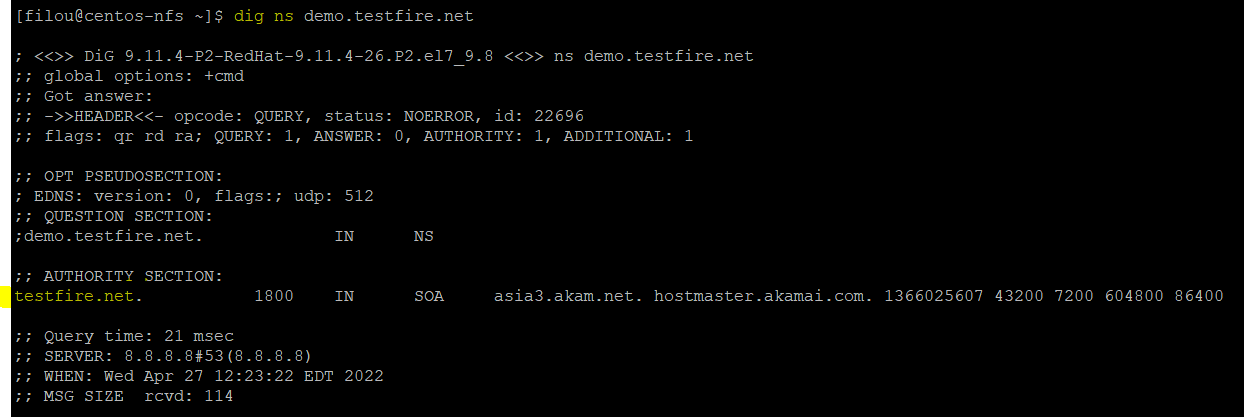 [filou@centos-nfs ~]$ dig ns demo.testfire.net
; <<>> DiG 9.11.4-P2-RedHat-9.11.4-26.P2.el7_9.8 <<>> ns demo.testfire.net
;; global options: +cmd
;; Got answer:
;; ->>HEADER<<- opcode: QUERY, status: NOERROR, id: 22696
;; flags: qr rd ra; QUERY: 1, ANSWER: 0, AUTHORITY: 1, ADDITIONAL: 1
;; OPT PSEUDOSECTION:
; EDNS: version: 0, flags:; udp: 512
;; QUESTION SECTION:
;demo.testfire.net. IN NS
;; AUTHORITY SECTION:
testfire.net. 1800 IN SOA asia3.akam.net. hostmaster.akamai.com. 1366025607 43200 7200 604800 86400
;; Query time: 21 msec
;; SERVER: 8.8.8.8#53(8.8.8.8)
;; WHEN: Wed Apr 27 12:23:22 EDT 2022
;; MSG SIZE rcvd: 114